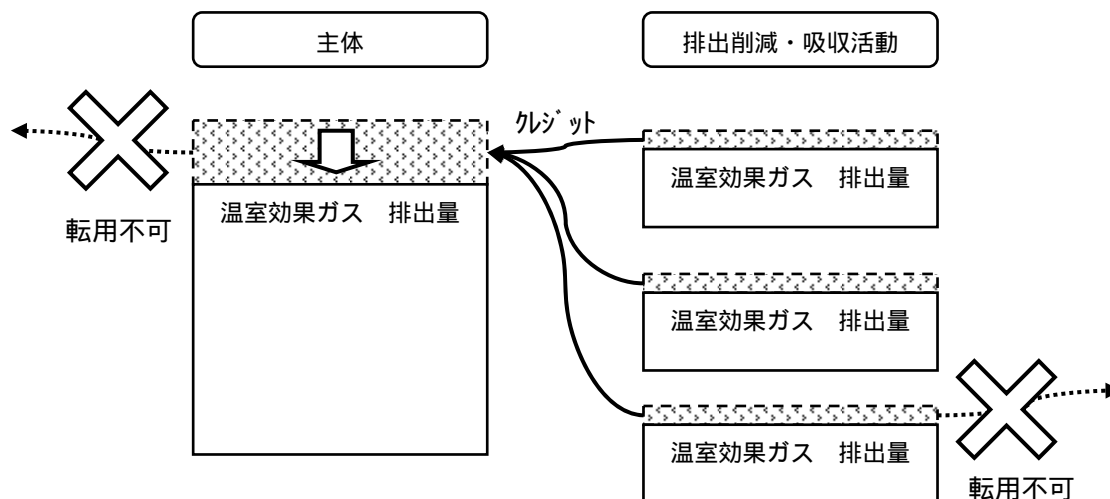 主体
排出削減・吸収活動
ｸﾚｼﾞｯﾄ
温室効果ガス　排出量
転用不可
温室効果ガス　排出量
温室効果ガス　排出量
温室効果ガス　排出量
転用不可